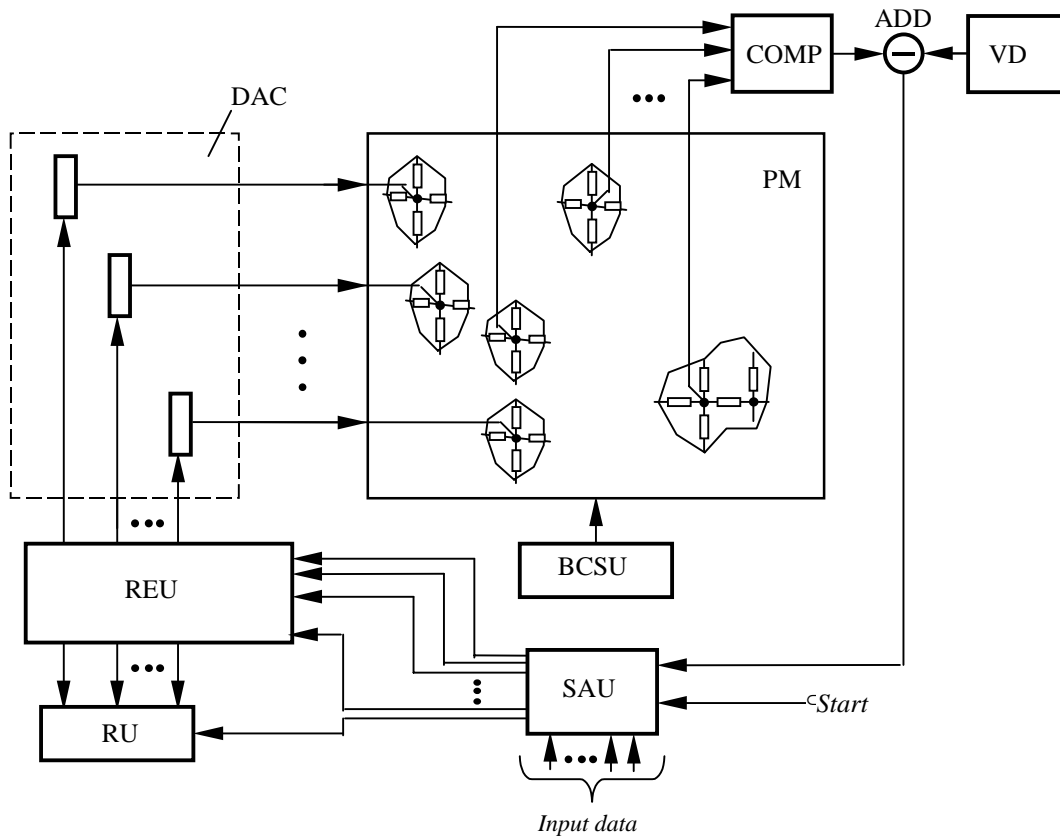 ADD
COMP
VD
DAC
PM
BCSU
REU
SAU
Start
RU
Input data